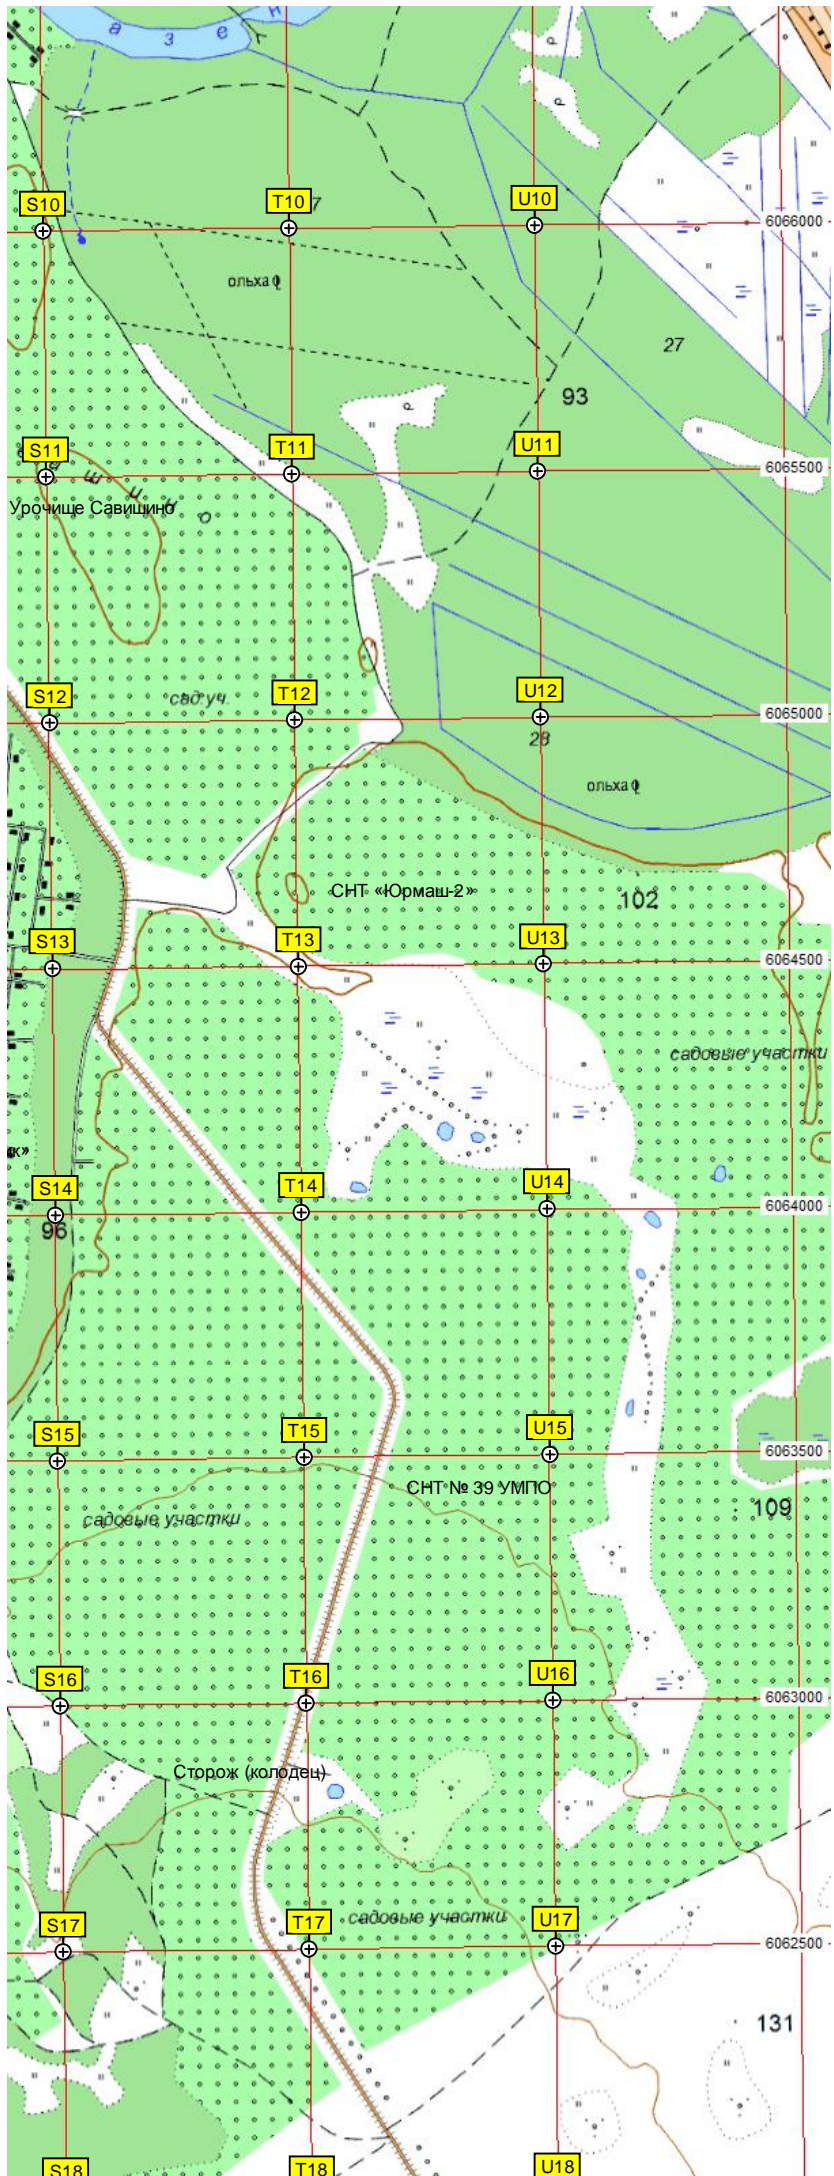 а з е н
S10
T10
7
U10
6066000
ольха
27
93
S11
T11
U11
6065500
Урочище Савишино
S12
сад.уч.
T12
U12
6065000
28
ольха
СНТ «Юрмаш-2»
102
S13
T13
U13
6064500
садовые участки
к»
S14
T14
U14
6064000
96
S15
T15
U15
6063500
СНТ № 39 УМПО
садовые участки
109
S16
T16
U16
6063000
Сторож (колодец)
S17
T17
садовые участки
U17
6062500
131
S18
T18
U18